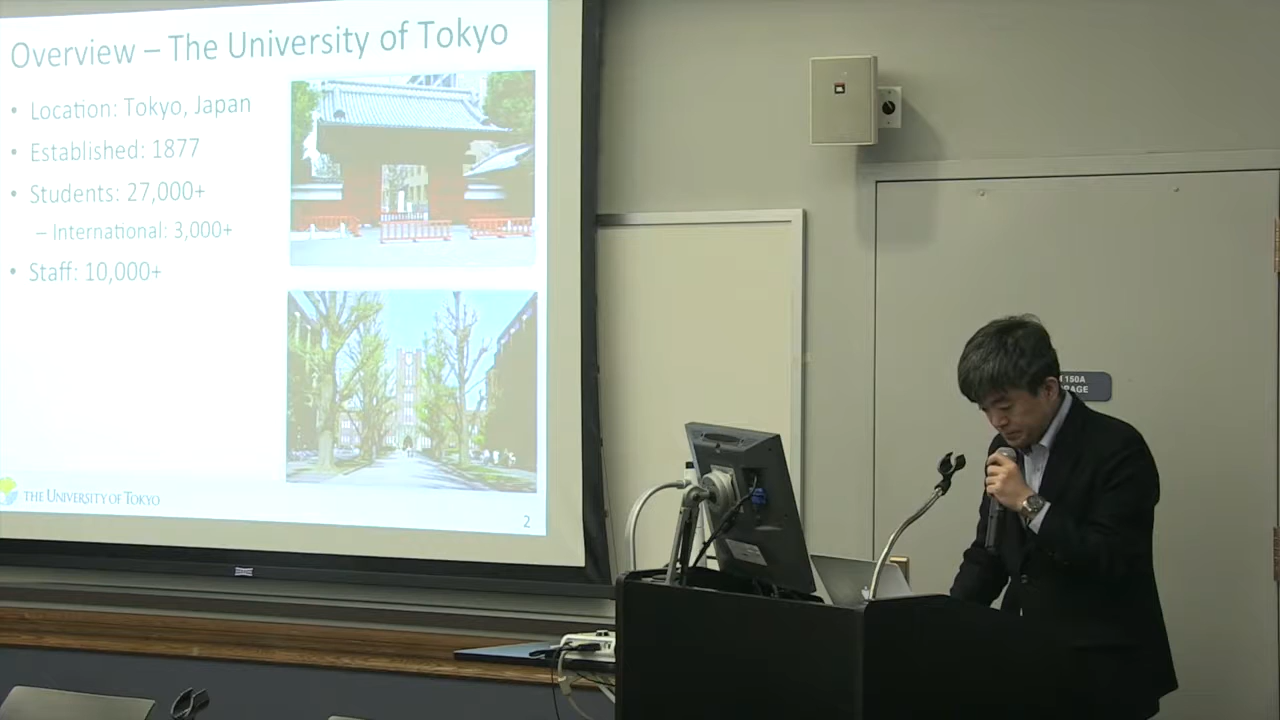 Overview – The University of Tokyo
• Location: Tokyo, Japan
• Established: 1877
• Students: 27,000+
– International: 3,000+
• Staff: 10,000+
THE UNIVERSITY OF TOKYO
2
150A